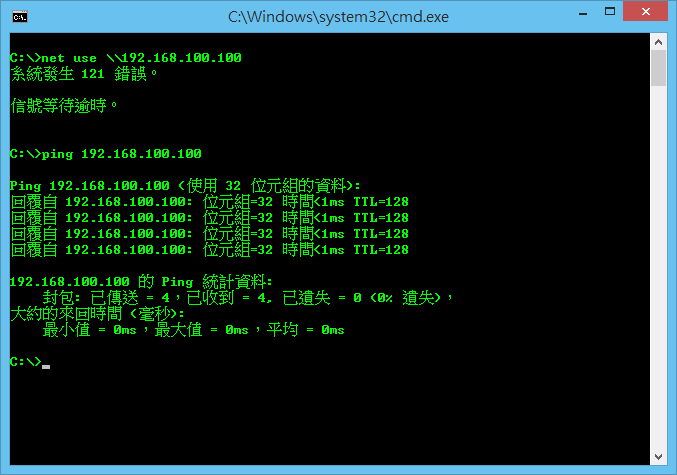 C:\Windows\system32\cmd.exe
C:\>net use \\192.168.100.100
系統發生 121 錯誤。
信號等待逾時。
C:\>ping 192.168.100.100
Ping 192.168.100.100 (使用 32 位元組的資料):
回覆自 192.168.100.100: 位元組=32 時間<1ms TTL=128
回覆自 192.168.100.100: 位元組=32 時間<1ms TTL=128
回覆自 192.168.100.100: 位元組=32 時間<1ms TTL=128
回覆自 192.168.100.100: 位元組=32 時間<1ms TTL=128
192.168.100.100 的 Ping 統計資料:
封包: 已傳送 = 4，已收到 = 4, 已遺失 = 0 (0% 遺失)，
大約的來回時間 (毫秒):
最小值 = 0ms，最大值 = 0ms，平均 = 0ms
C:\>